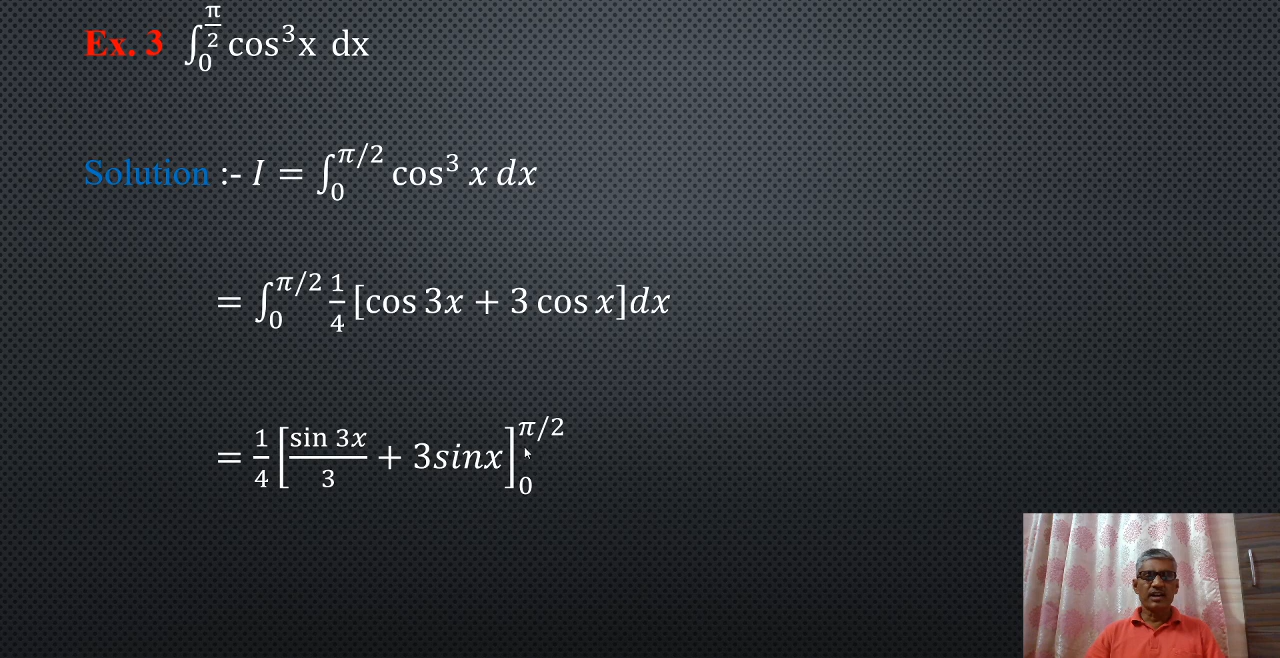 Ex. 3 ∫₀^(π/2) cos³x dx
Solution :- I = ∫₀^(π/2) cos³ x dx
= ∫₀^(π/2) 1/4 [cos 3x + 3 cos x]dx
= 1/4 [sin 3x/3 + 3sinx]₀^(π/2)